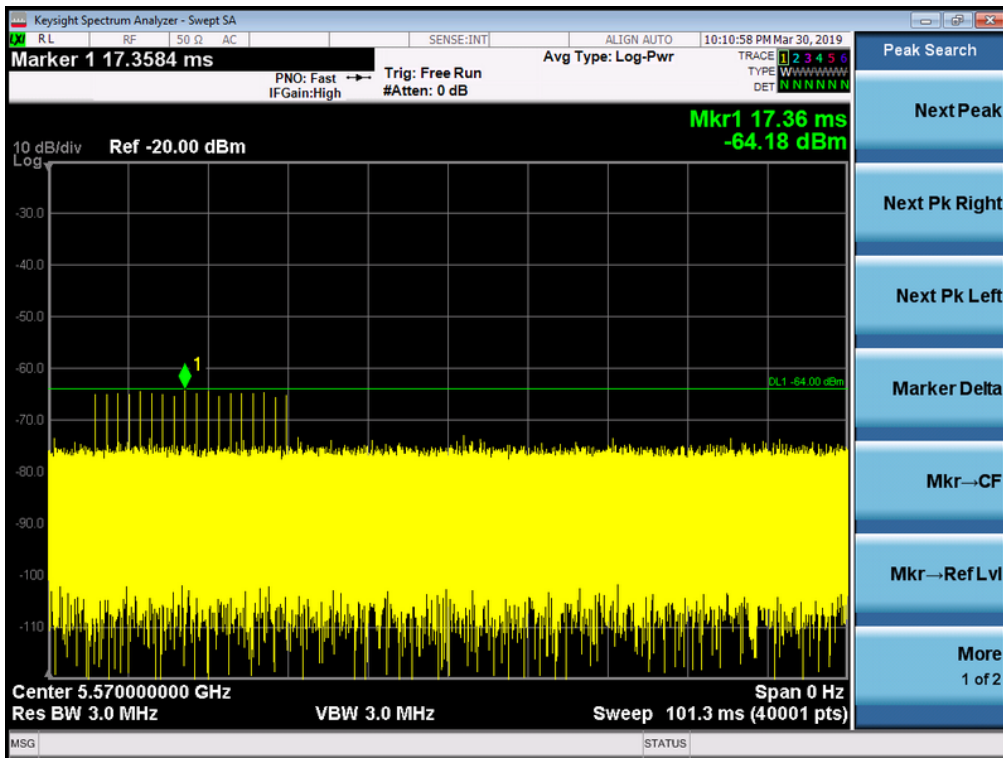 Keysight Spectrum Analyzer - Swept SA
LXI RL RF 50 Ω AC SENSE:INT ALIGN AUTO 10:10:58 PM Mar 30, 2019
Marker 1 17.3584 ms
PNO: Fast
IFGain:High
Trig: Free Run
#Atten: 0 dB
Avg Type: Log-Pwr
TRACE 1 2 3 4 5 6
TYPE WWWWWW
DET N N N N N N
Mkr1 17.36 ms
-64.18 dBm
10 dB/div Ref -20.00 dBm
Log
-30.0
-40.0
-50.0
-60.0
-70.0
-80.0
-90.0
-100
-110
1
DL1 -64.00 dBm
Center 5.570000000 GHz Span 0 Hz
Res BW 3.0 MHz VBW 3.0 MHz Sweep 101.3 ms (40001 pts)
MSG STATUS
Peak Search
Next Peak
Next Pk Right
Next Pk Left
Marker Delta
Mkr→CF
Mkr→Ref Lvl
More
1 of 2